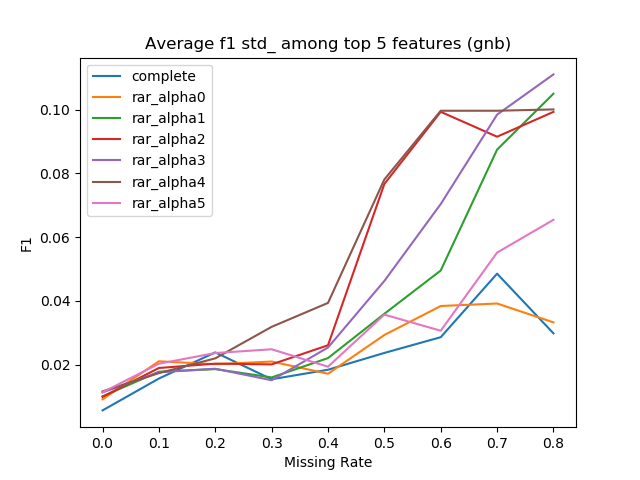 Average f1 std_ among top 5 features (gnb)
complete
rar_alpha0
rar_alpha1
rar_alpha2
rar_alpha3
rar_alpha4
rar_alpha5
F1
0.10
0.08
0.06
0.04
0.02
0.0 0.1 0.2 0.3 0.4 0.5 0.6 0.7 0.8
Missing Rate